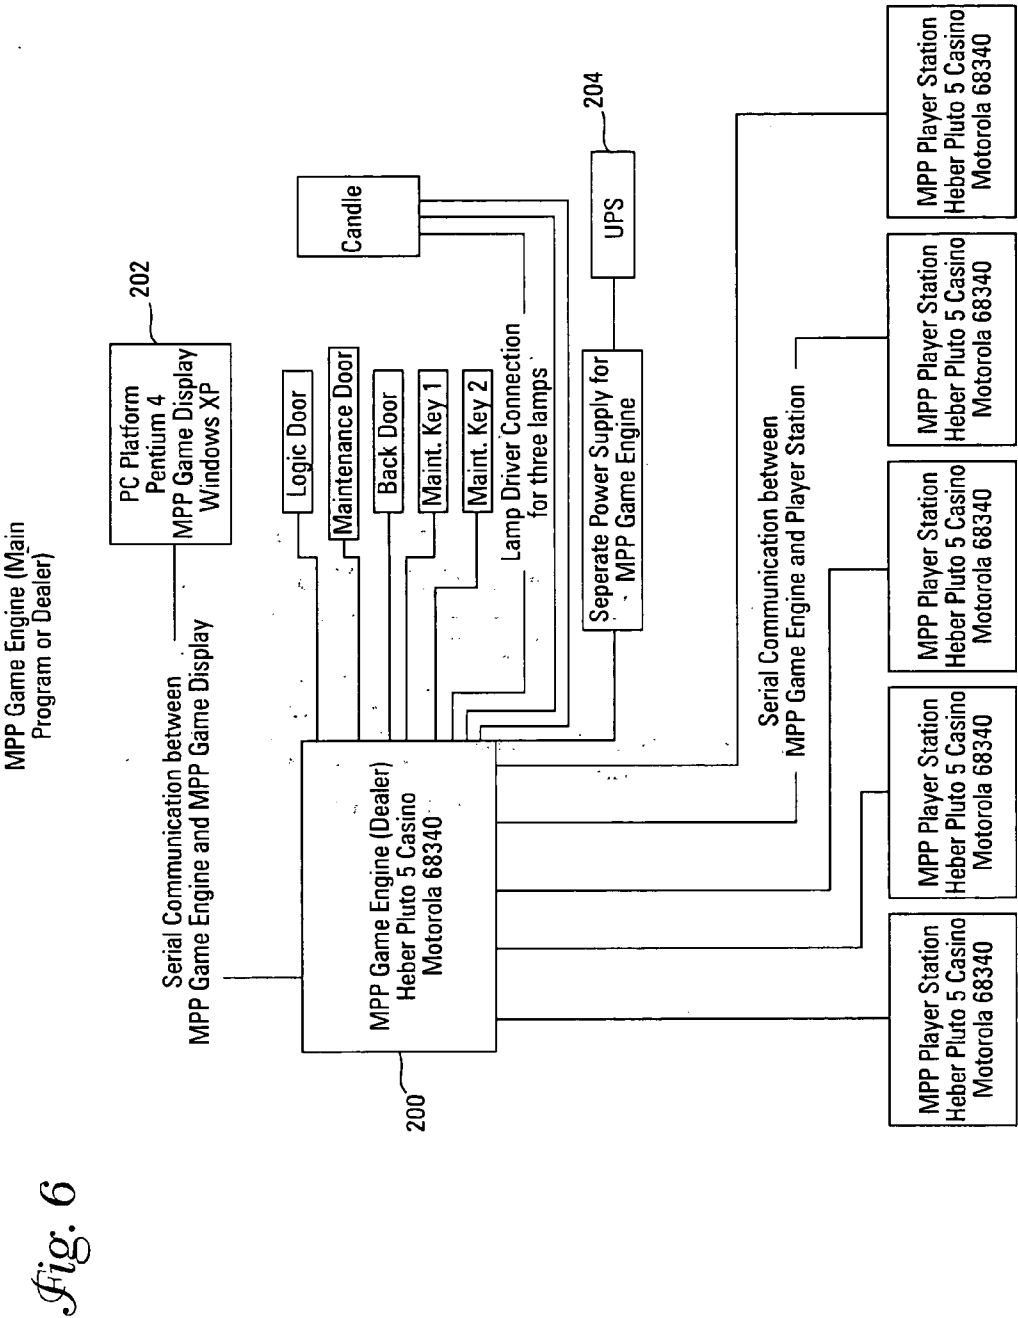 Fig. 6
MPP Game Engine (Main
Program or Dealer)
PC Platform
Pentium 4
MPP Game Display
Windows XP
202
Serial Communication between
MPP Game Engine and MPP Game Display
Logic Door
Maintenance Door
Back Door
Maint. Key 1
Maint. Key 2
Candle
Lamp Driver Connection
for three lamps
Seperate Power Supply for
MPP Game Engine
UPS
204
MPP Game Engine (Dealer)
Heber Pluto 5 Casino
Motorola 68340
200
Serial Communication between
MPP Game Engine and Player Station
MPP Player Station
Heber Pluto 5 Casino
Motorola 68340
MPP Player Station
Heber Pluto 5 Casino
Motorola 68340
MPP Player Station
Heber Pluto 5 Casino
Motorola 68340
MPP Player Station
Heber Pluto 5 Casino
Motorola 68340
MPP Player Station
Heber Pluto 5 Casino
Motorola 68340